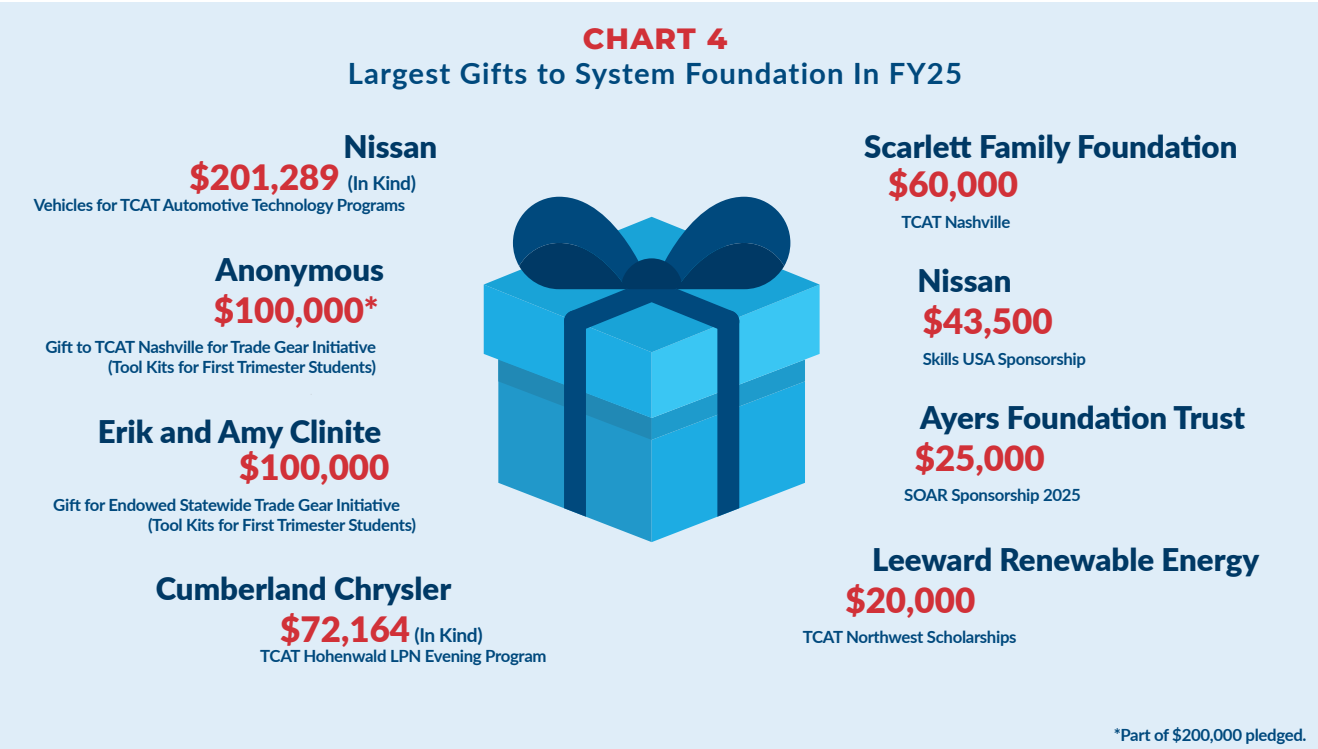 CHART 4
Largest Gifts to System Foundation In FY25
Nissan
$201,289 (In Kind)
Vehicles for TCAT Automotive Technology Programs
Anonymous
$100,000*
Gift to TCAT Nashville for Trade Gear Initiative
(Tool Kits for First Trimester Students)
Erik and Amy Clinite
$100,000
Gift for Endowed Statewide Trade Gear Initiative
(Tool Kits for First Trimester Students)
Cumberland Chrysler
$72,164 (In Kind)
TCAT Hohenwald LPN Evening Program
Scarlett Family Foundation
$60,000
TCAT Nashville
Nissan
$43,500
Skills USA Sponsorship
Ayers Foundation Trust
$25,000
SOAR Sponsorship 2025
Leeward Renewable Energy
$20,000
TCAT Northwest Scholarships
*Part of $200,000 pledged.